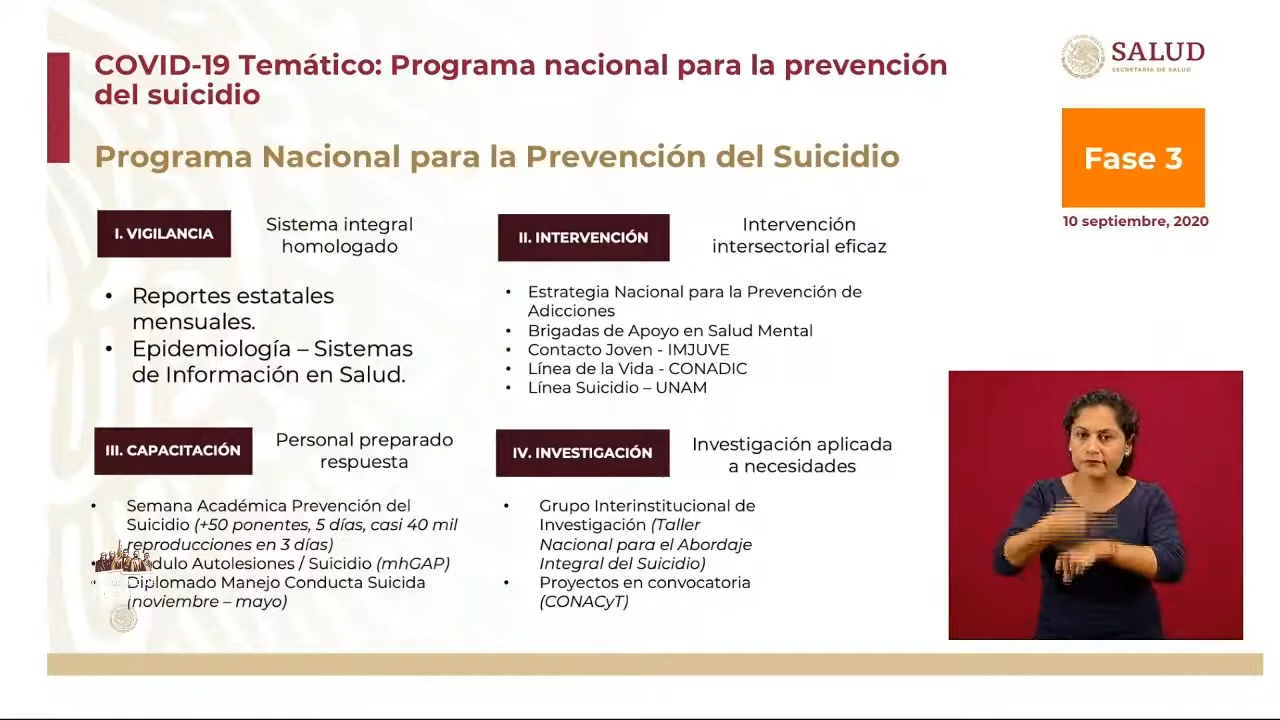 COVID-19 Temático: Programa nacional para la prevención
del suicidio
SALUD
SECRETARÍA DE SALUD
Programa Nacional para la Prevención del Suicidio
Fase 3
10 septiembre, 2020
I. VIGILANCIA
Sistema integral
homologado
Reportes estatales
mensuales.
Epidemiología – Sistemas
de Información en Salud.
II. INTERVENCIÓN
Intervención
intersectorial eficaz
Estrategia Nacional para la Prevención de
Adicciones
Brigadas de Apoyo en Salud Mental
Contacto Joven - IMJUVE
Línea de la Vida - CONADIC
Línea Suicidio – UNAM
III. CAPACITACIÓN
Personal preparado
respuesta
Semana Académica Prevención del
Suicidio (+50 ponentes, 5 días, casi 40 mil
reproducciones en 3 días)
Autolesiones / Suicidio (mhGAP)
Diplomado Manejo Conducta Suicida
(noviembre – mayo)
IV. INVESTIGACIÓN
Investigación aplicada
a necesidades
Grupo Interinstitucional de
Investigación (Taller
Nacional para el Abordaje
Integral del Suicidio)
Proyectos en convocatoria
(CONACyT)